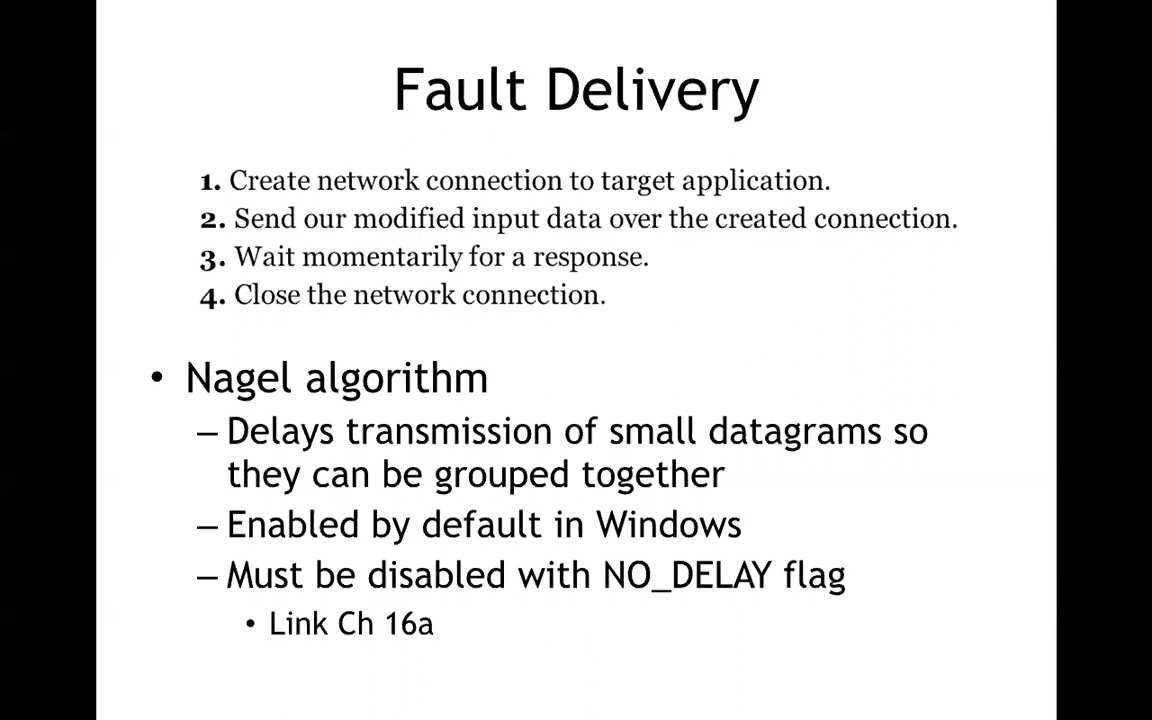 Fault Delivery
1. Create network connection to target application.
2. Send our modified input data over the created connection.
3. Wait momentarily for a response.
4. Close the network connection.
• Nagel algorithm
– Delays transmission of small datagrams so
they can be grouped together
– Enabled by default in Windows
– Must be disabled with NO_DELAY flag
• Link Ch 16a